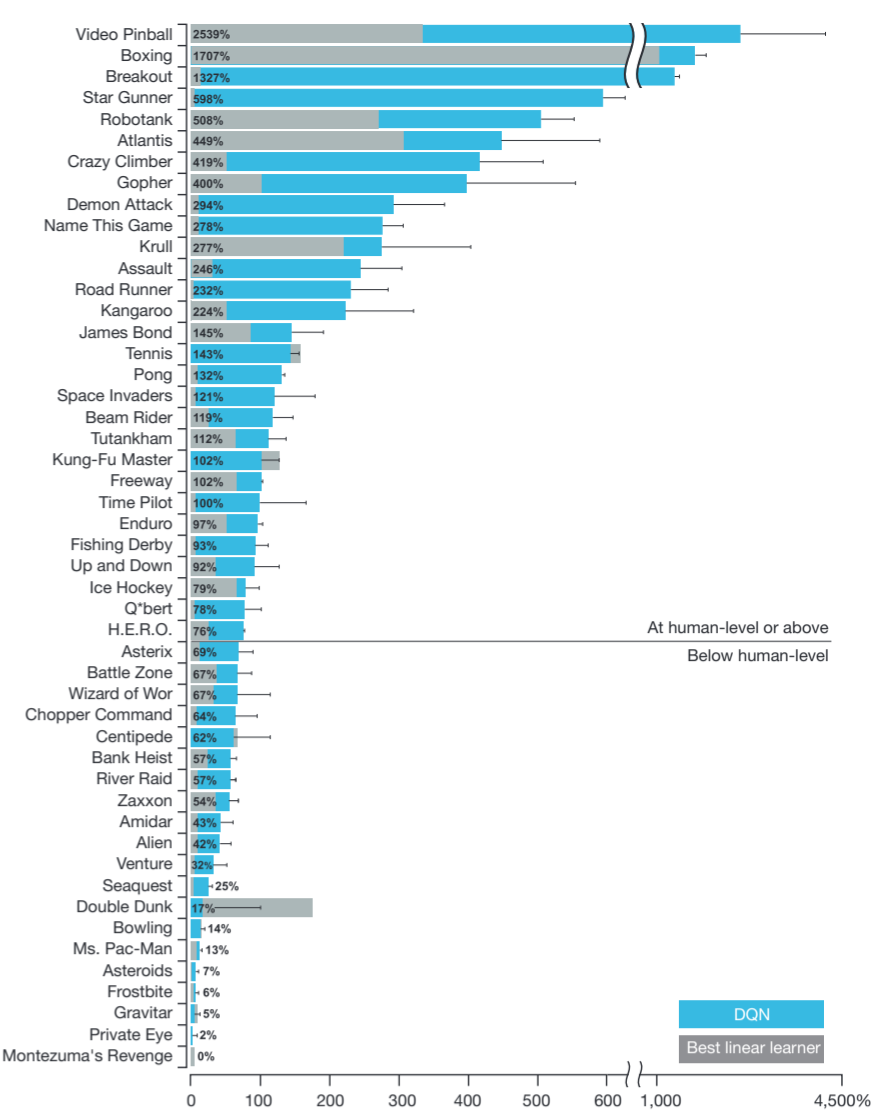 Video Pinball 2539%
Boxing 1707%
Breakout 1327%
Star Gunner 598%
Robotank 508%
Atlantis 449%
Crazy Climber 419%
Gopher 400%
Demon Attack 294%
Name This Game 278%
Krull 277%
Assault 246%
Road Runner 232%
Kangaroo 224%
James Bond 145%
Tennis 143%
Pong 132%
Space Invaders 121%
Beam Rider 119%
Tutankham 112%
Kung-Fu Master 102%
Freeway 102%
Time Pilot 100%
Enduro 97%
Fishing Derby 93%
Up and Down 92%
Ice Hockey 79%
Q*bert 78%
H.E.R.O. 76%
At human-level or above
Asterix 69%
Below human-level
Battle Zone 67%
Wizard of Wor 67%
Chopper Command 64%
Centipede 62%
Bank Heist 57%
River Raid 57%
Zaxxon 54%
Amidar 43%
Alien 42%
Venture 32%
Seaquest 25%
Double Dunk 17%
Bowling 14%
Ms. Pac-Man 13%
Asteroids 7%
Frostbite 6%
Gravitar 5%
Private Eye 2%
Montezuma's Revenge 0%
DQN
Best linear learner
0 100 200 300 400 500 600 1,000 4,500%